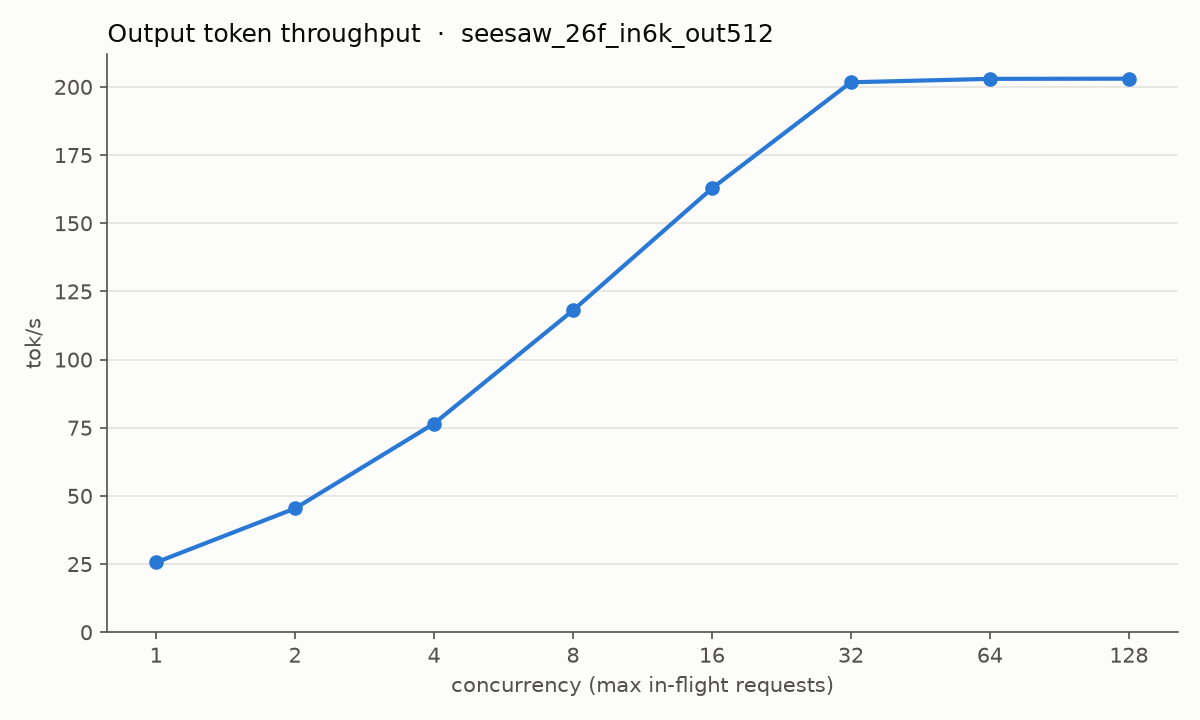 Output token throughput · seesaw_26f_in6k_out512
200
175
150
125
100
75
50
25
0
tok/s
1 2 4 8 16 32 64 128
concurrency (max in-flight requests)